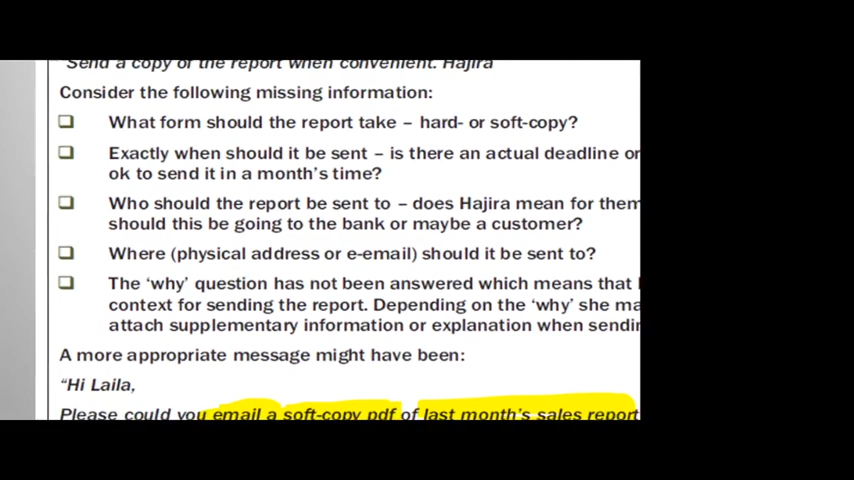 "Send a copy of the report when convenient. Hajira
Consider the following missing information:
What form should the report take – hard- or soft-copy?
Exactly when should it be sent – is there an actual deadline or
ok to send it in a month's time?
Who should the report be sent to – does Hajira mean for them
should this be going to the bank or maybe a customer?
Where (physical address or e-email) should it be sent to?
The 'why' question has not been answered which means that
context for sending the report. Depending on the 'why' she ma
attach supplementary information or explanation when sendin
A more appropriate message might have been:
"Hi Laila,
Please could you email a soft-copy pdf of last month's sales report